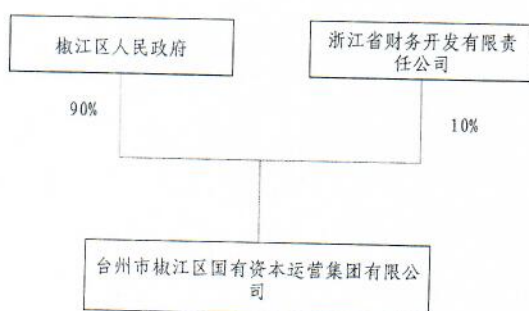 椒江区人民政府
浙江省财务开发有限责
任公司
90%
10%
台州市椒江区国有资本运营集团有限公
司